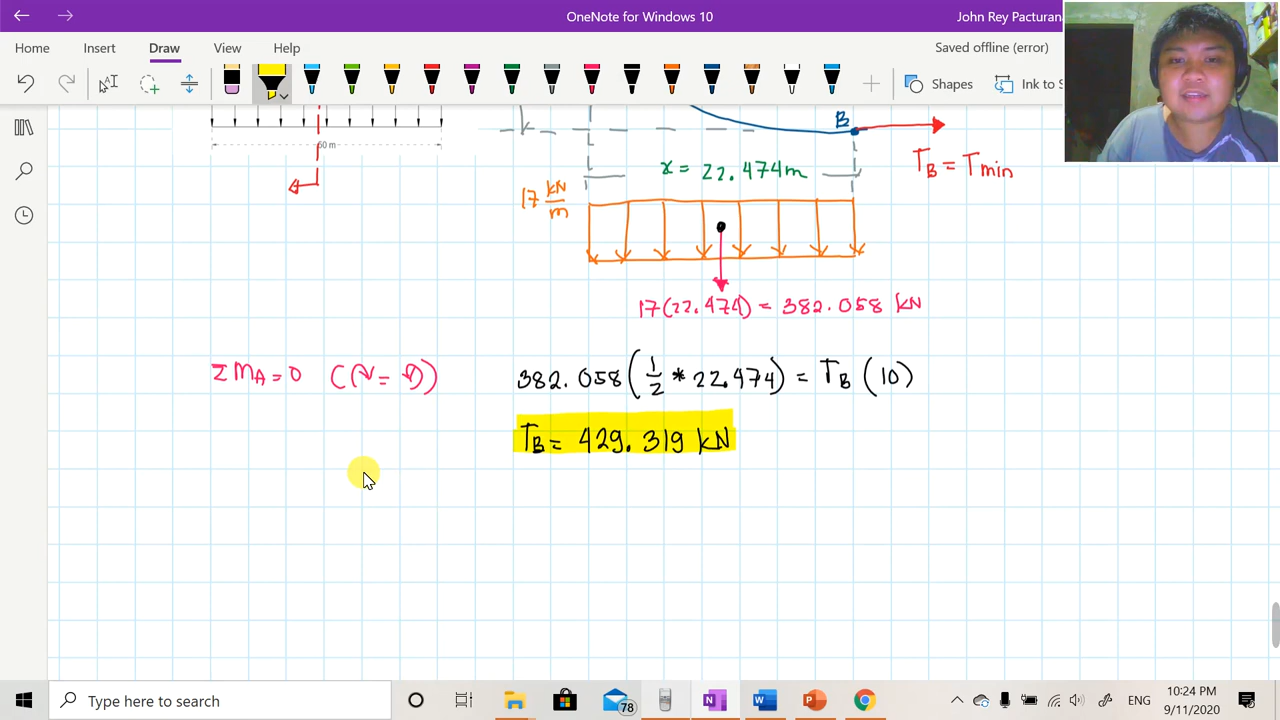 OneNote for Windows 10
John Rey Pacturan
Home Insert Draw View Help
Saved offline (error)
Shapes
Ink to S
60 m
B
T_B = T_min
x = 22.474m
17 kN/m
17(22.474) = 382.058 kN
ΣM_A = 0 (↷ = ↶)
382.058(1/2 * 22.474) = T_B (10)
T_B = 429.319 kN
Type here to search
78
ENG
10:24 PM
9/11/2020